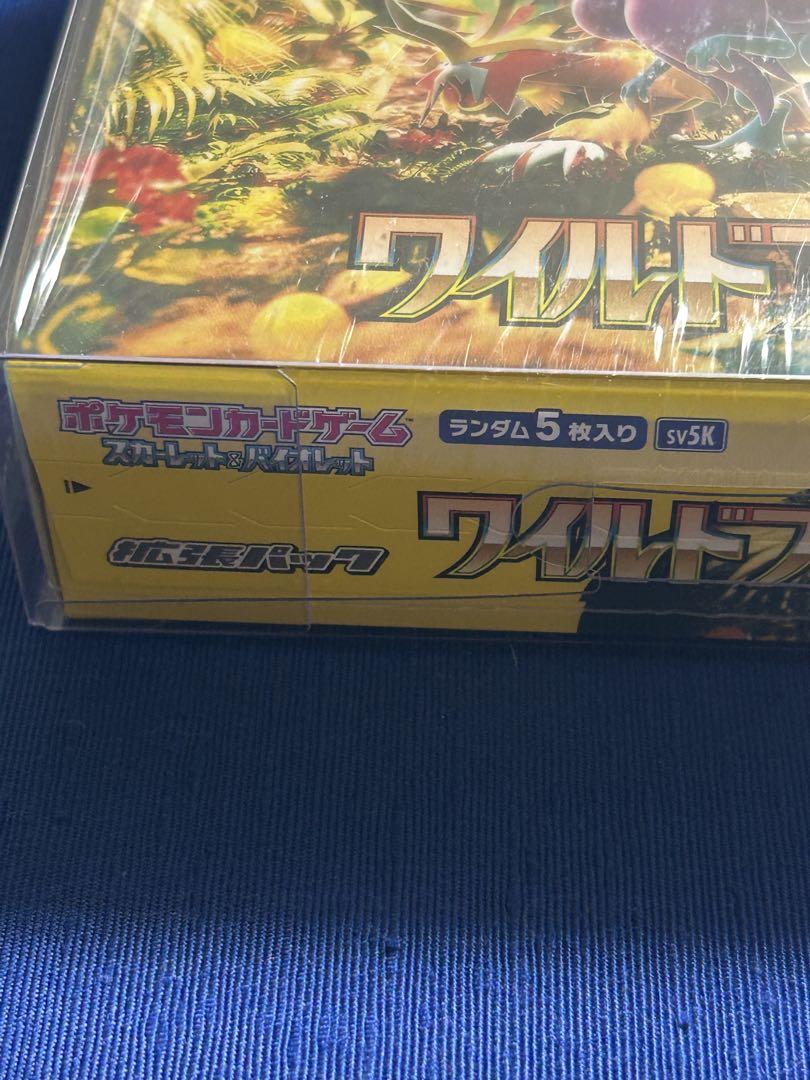 ワイルドフ
ポケモンカードゲーム™
スカーレット&バイオレット
ランダム5枚入り
SV5K
拡張パック
ワイルドフ